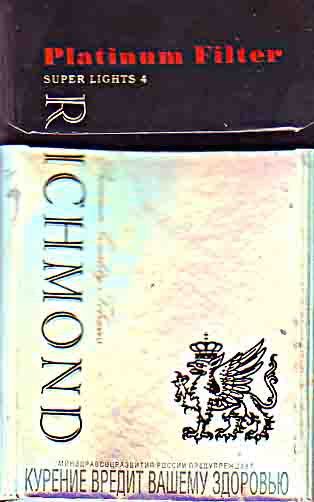 Platinum Filter
SUPER LIGHTS 4
RICHMOND
МИНЗДРАВСОЦРАЗВИТИЯ РОССИИ ПРЕДУПРЕЖДАЕТ
КУРЕНИЕ ВРЕДИТ ВАШЕМУ ЗДОРОВЬЮ